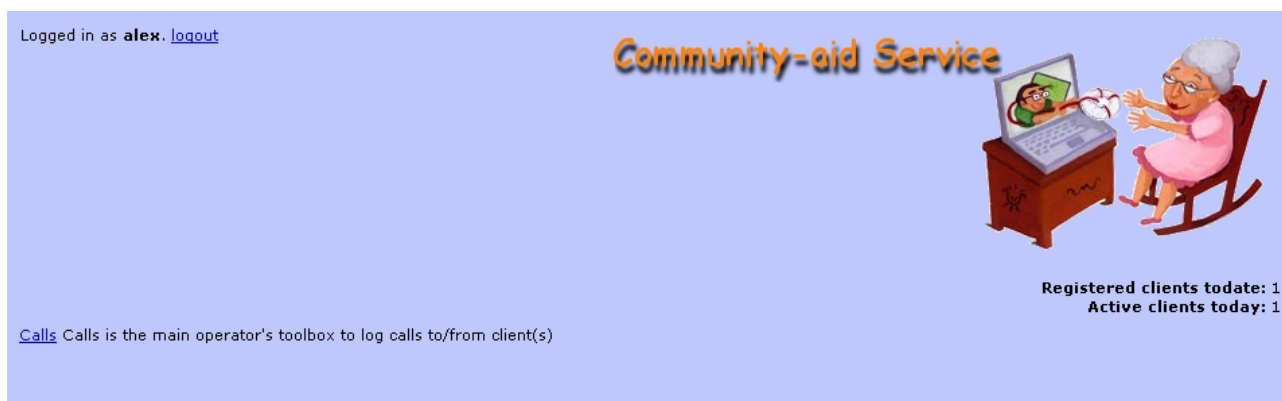 Logged in as alex. logout
Community-aid Service
Registered clients todate: 1
Active clients today: 1
Calls Calls is the main operator's toolbox to log calls to/from client(s)